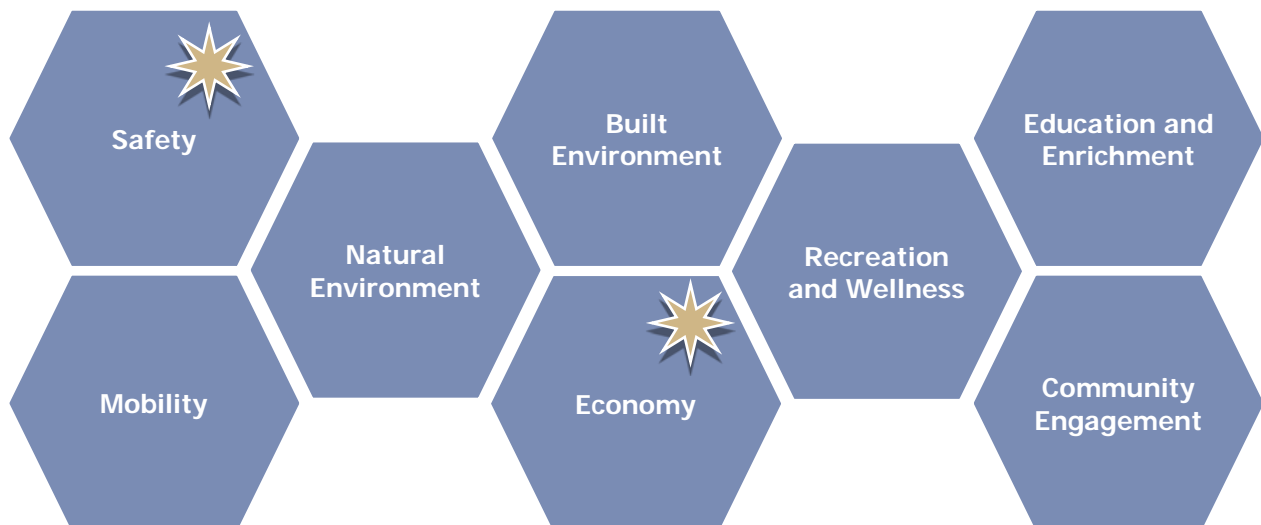 Safety
Mobility
Natural
Environment
Built
Environment
Economy
Recreation
and Wellness
Education and
Enrichment
Community
Engagement